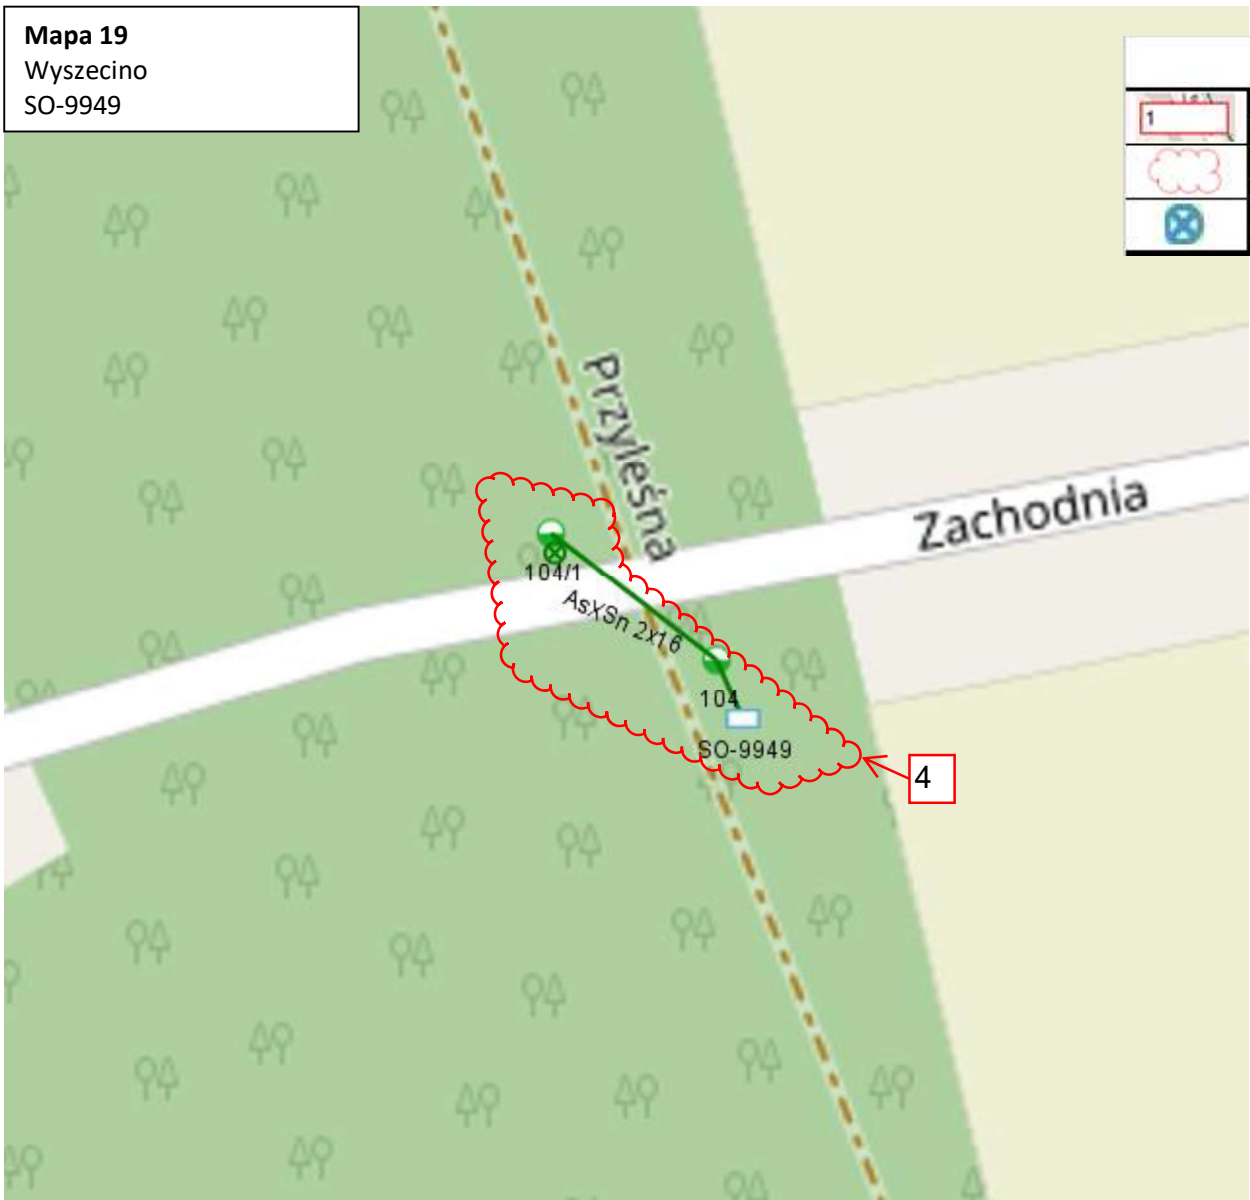 Mapa 19
Wyszecino
SO-9949
1
Przyleśna
Zachodnia
104/1
AsXSn 2x16
104
SO-9949
4